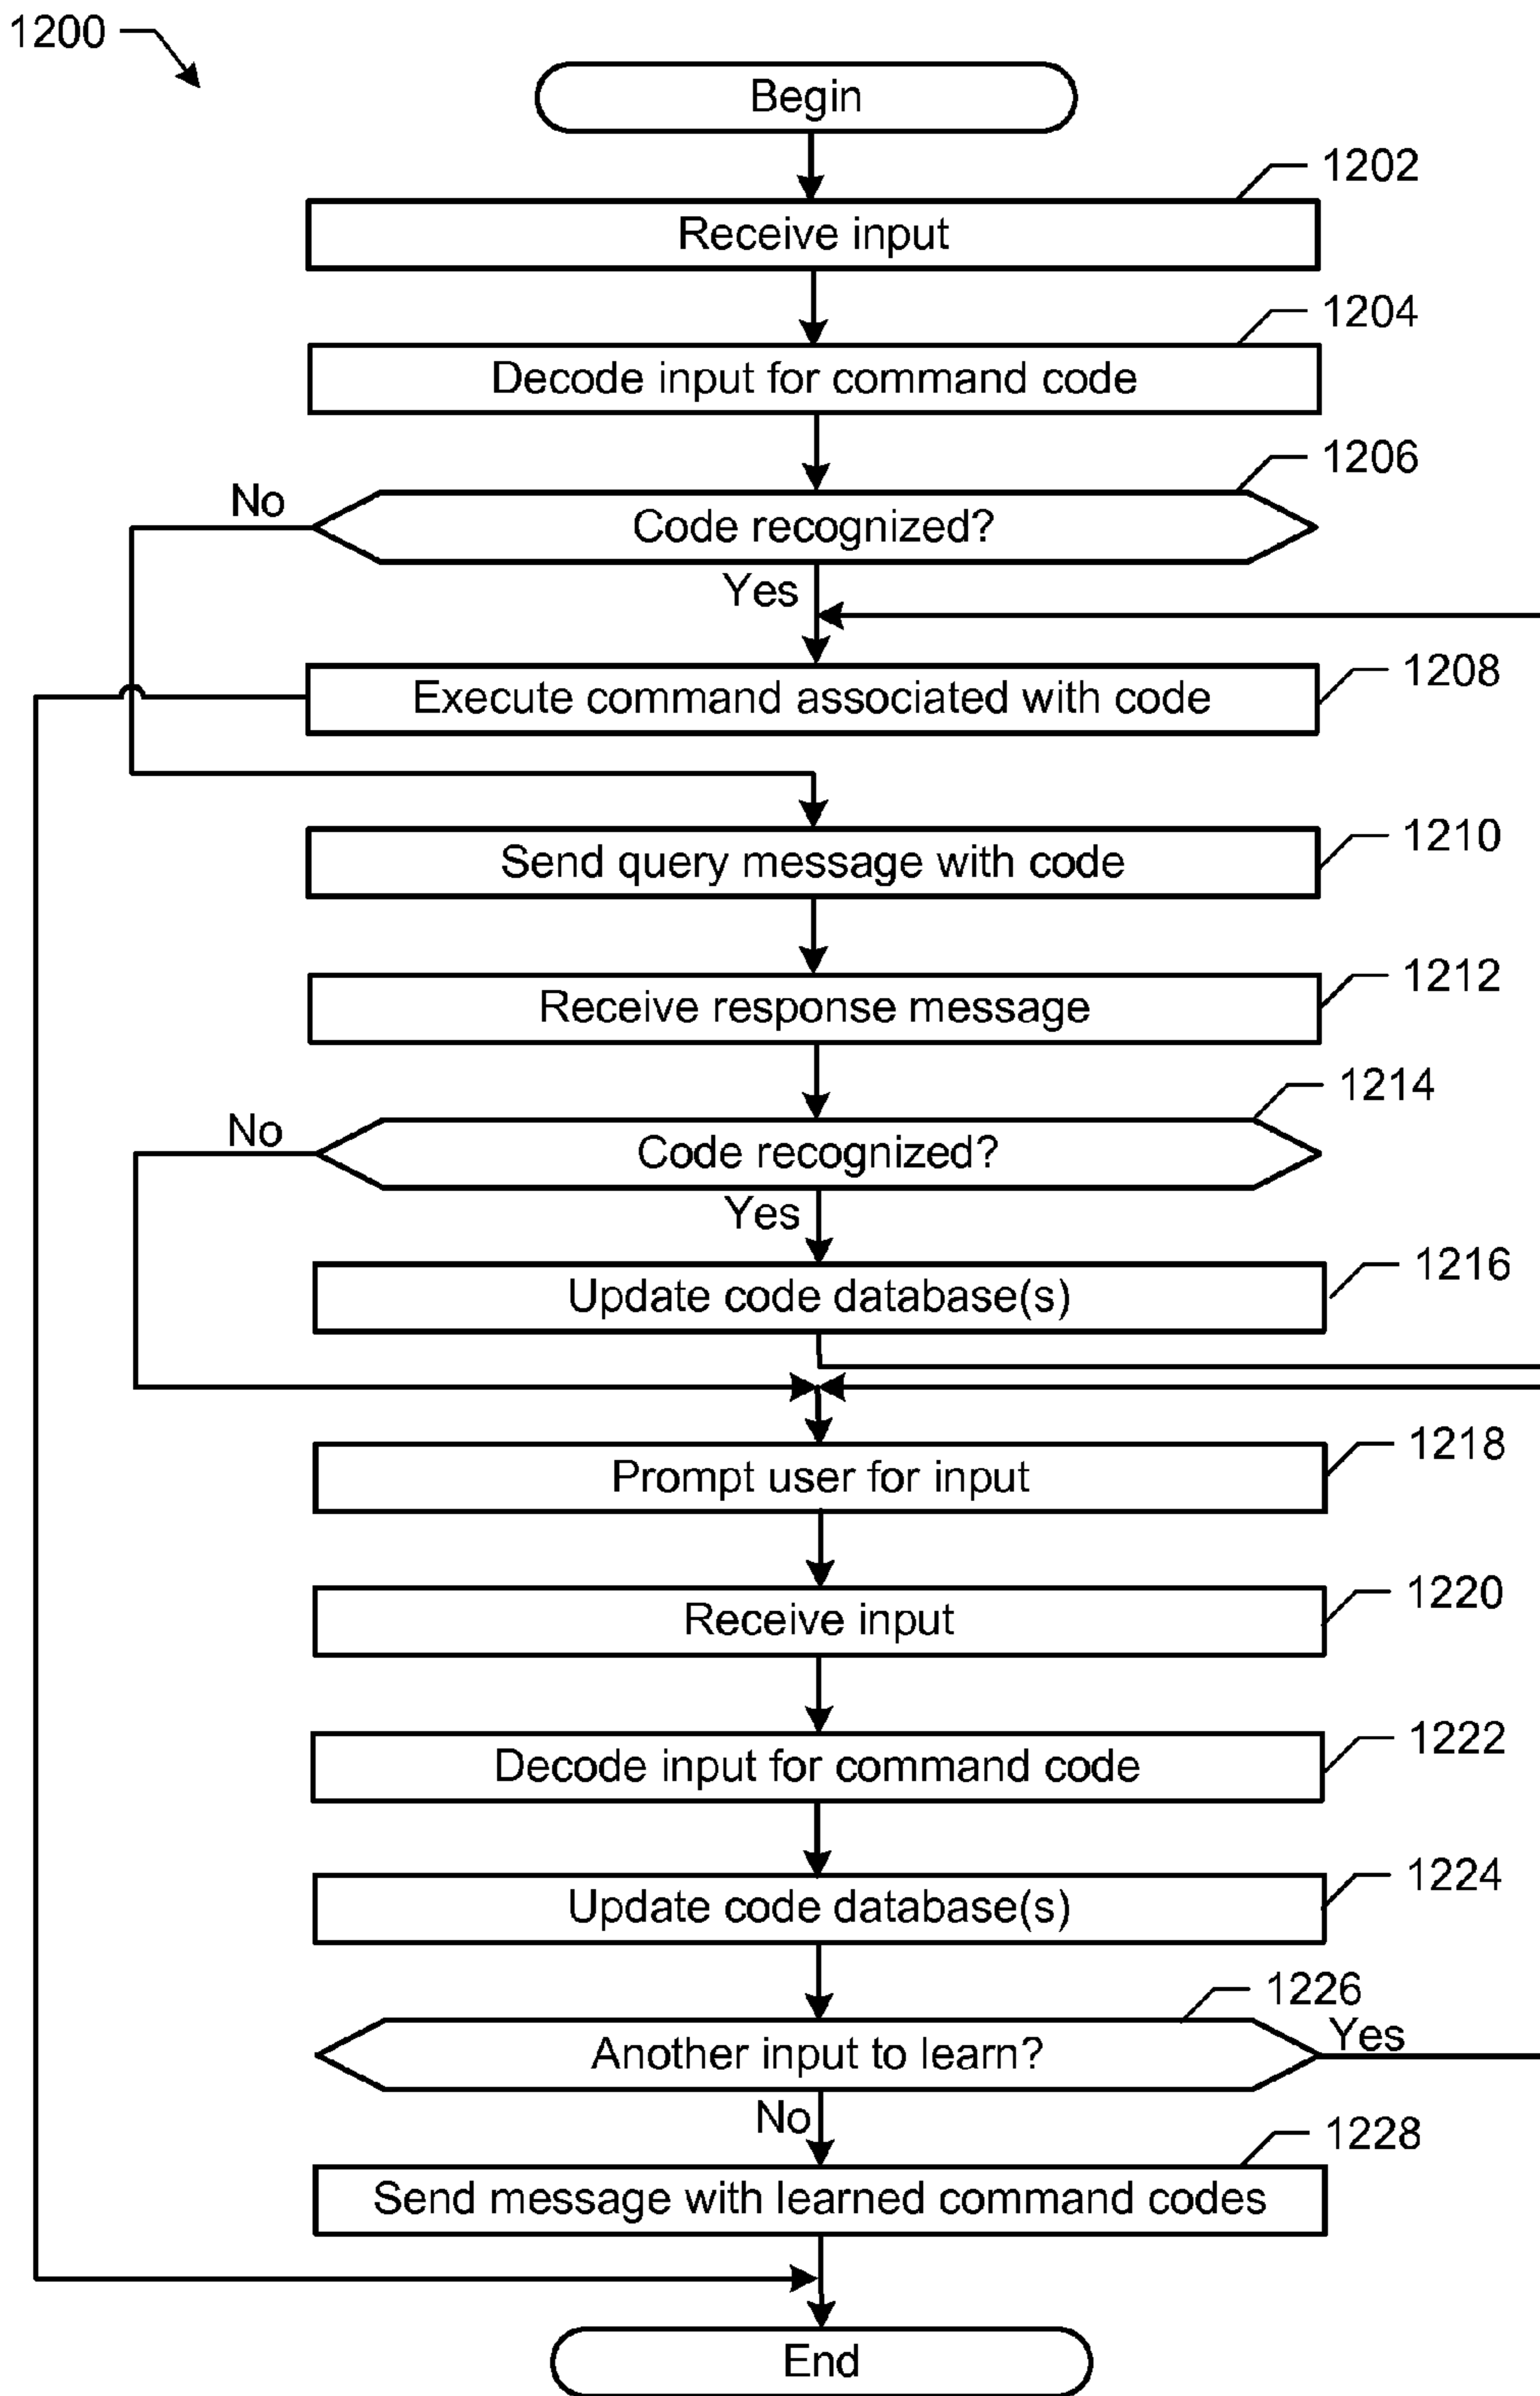 1200
Begin
1202
Receive input
1204
Decode input for command code
1206
No
Code recognized?
Yes
1208
Execute command associated with code
1210
Send query message with code
1212
Receive response message
1214
No
Code recognized?
Yes
1216
Update code database(s)
1218
Prompt user for input
1220
Receive input
1222
Decode input for command code
1224
Update code database(s)
1226
Another input to learn?
Yes
No
1228
Send message with learned command codes
End